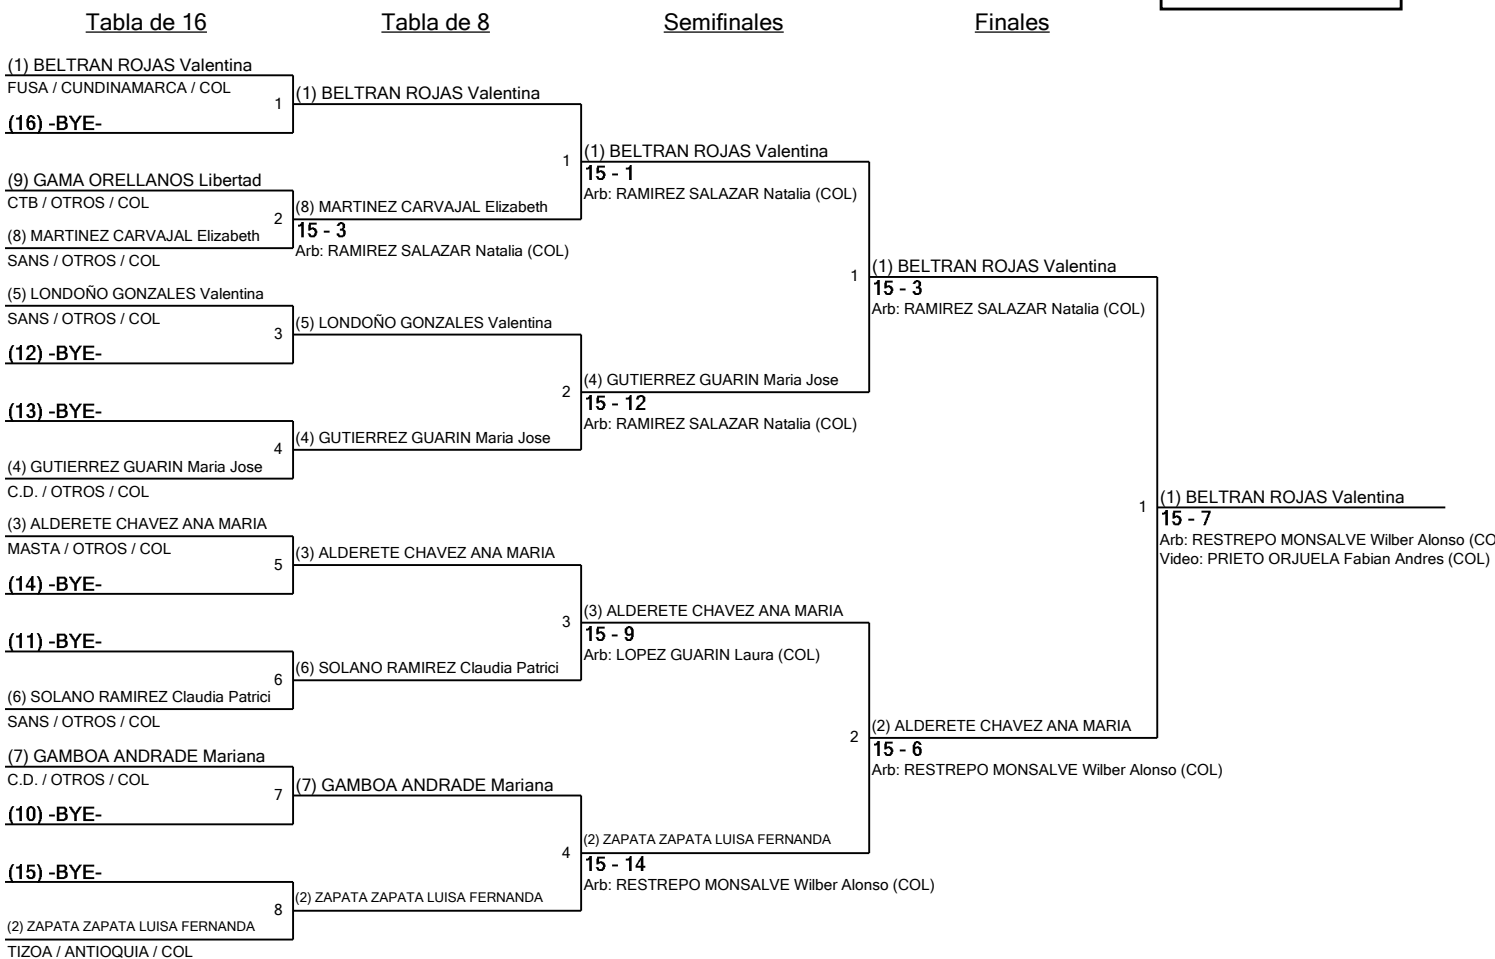 Tabla de 16
Tabla de 8
Semifinales
Finales
(1) BELTRAN ROJAS Valentina
FUSA / CUNDINAMARCA / COL
1
(16) -BYE-
(9) GAMA ORELLANOS Libertad
CTB / OTROS / COL
2
(8) MARTINEZ CARVAJAL Elizabeth
SANS / OTROS / COL
(5) LONDOÑO GONZALES Valentina
SANS / OTROS / COL
3
(12) -BYE-
(13) -BYE-
4
(4) GUTIERREZ GUARIN Maria Jose
C.D. / OTROS / COL
(3) ALDERETE CHAVEZ ANA MARIA
MASTA / OTROS / COL
5
(14) -BYE-
(11) -BYE-
6
(6) SOLANO RAMIREZ Claudia Patrici
SANS / OTROS / COL
(7) GAMBOA ANDRADE Mariana
C.D. / OTROS / COL
7
(10) -BYE-
(15) -BYE-
8
(2) ZAPATA ZAPATA LUISA FERNANDA
TIZOA / ANTIOQUIA / COL
(1) BELTRAN ROJAS Valentina
1
(8) MARTINEZ CARVAJAL Elizabeth
15 - 3
Arb: RAMIREZ SALAZAR Natalia (COL)
(5) LONDOÑO GONZALES Valentina
2
(4) GUTIERREZ GUARIN Maria Jose
(3) ALDERETE CHAVEZ ANA MARIA
3
(6) SOLANO RAMIREZ Claudia Patrici
(7) GAMBOA ANDRADE Mariana
4
(2) ZAPATA ZAPATA LUISA FERNANDA
(1) BELTRAN ROJAS Valentina
15 - 1
Arb: RAMIREZ SALAZAR Natalia (COL)
1
(4) GUTIERREZ GUARIN Maria Jose
15 - 12
Arb: RAMIREZ SALAZAR Natalia (COL)
(3) ALDERETE CHAVEZ ANA MARIA
15 - 9
Arb: LOPEZ GUARIN Laura (COL)
2
(2) ZAPATA ZAPATA LUISA FERNANDA
15 - 14
Arb: RESTREPO MONSALVE Wilber Alonso (COL)
(1) BELTRAN ROJAS Valentina
15 - 3
Arb: RAMIREZ SALAZAR Natalia (COL)
1
(2) ALDERETE CHAVEZ ANA MARIA
15 - 6
Arb: RESTREPO MONSALVE Wilber Alonso (COL)
(1) BELTRAN ROJAS Valentina
15 - 7
Arb: RESTREPO MONSALVE Wilber Alonso (CO
Video: PRIETO ORJUELA Fabian Andres (COL)